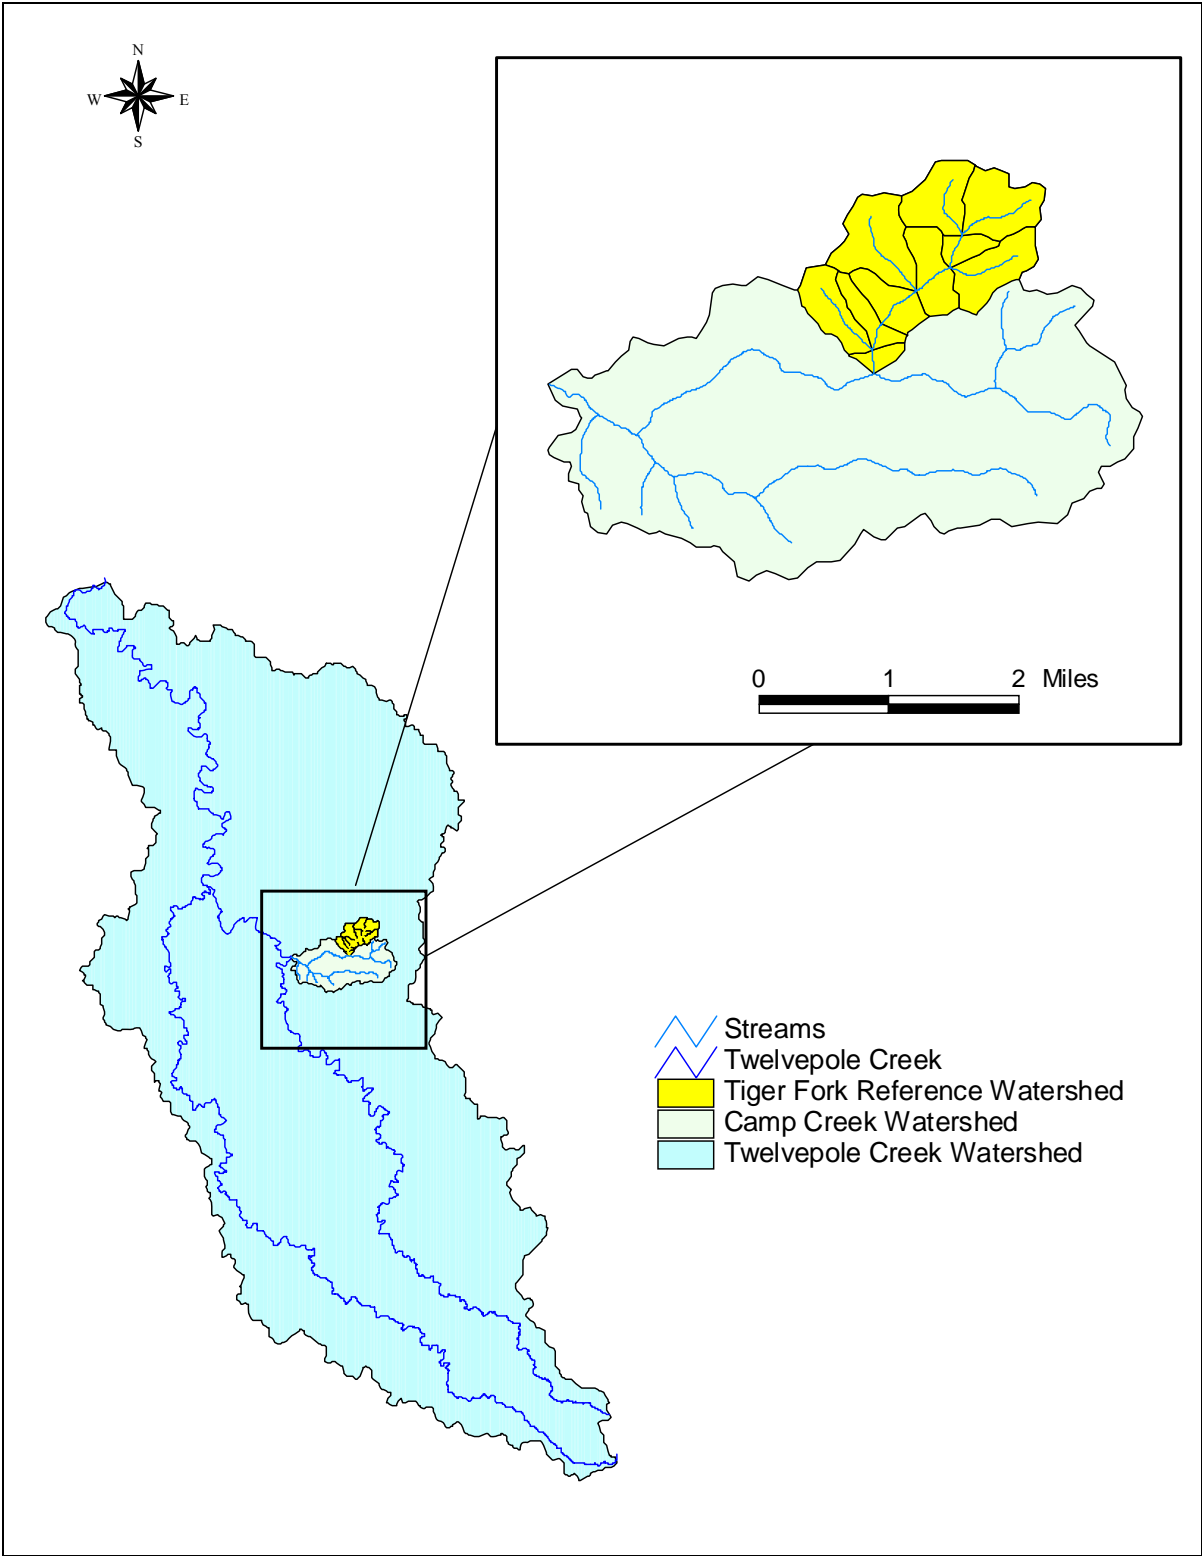 N
W E
S
0 1 2 Miles
Streams
Twelvepole Creek
Tiger Fork Reference Watershed
Camp Creek Watershed
Twelvepole Creek Watershed